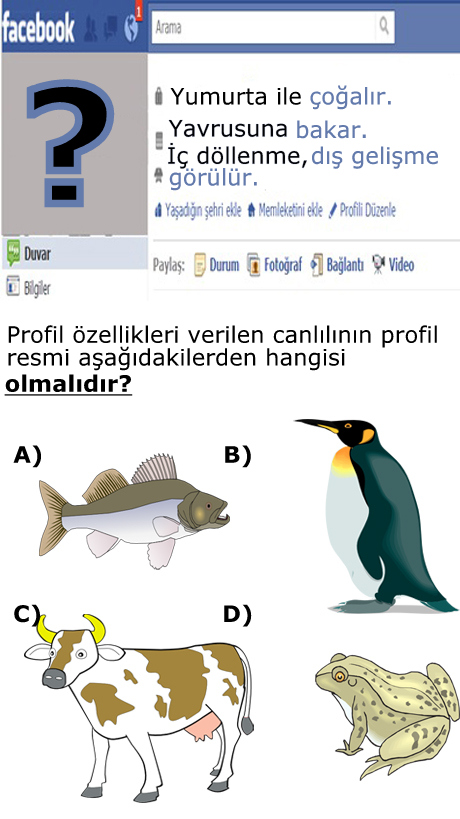 facebook
1
Arama
?
Yumurta ile çoğalır.
Yavrusuna bakar.
İç döllenme, dış gelişme
görülür.
Yaşadığın şehri ekle Memleketini ekle Profili Düzenle
Duvar
Paylaş: Durum Fotoğraf Bağlantı Video
Bilgiler
Profil özellikleri verilen canlılının profil
resmi aşağıdakilerden hangisi
olmalıdır?
A) B)
C) D)